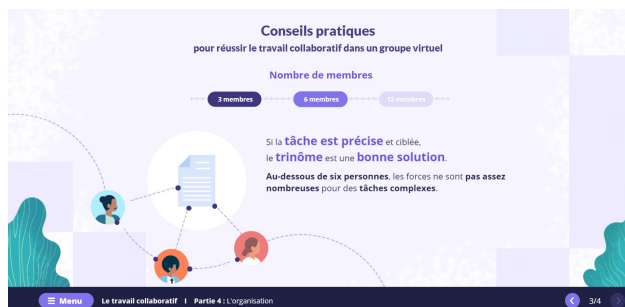 Conseils pratiques
pour réussir le travail collaboratif dans un groupe virtuel
Nombre de membres
3 membres
6 membres
12 membres
Si la tâche est précise et ciblée,
le trinôme est une bonne solution.
Au-dessous de six personnes, les forces ne sont pas assez
nombreuses pour des tâches complexes.
Menu
Le travail collaboratif I Partie 4 : L'organisation
3/4